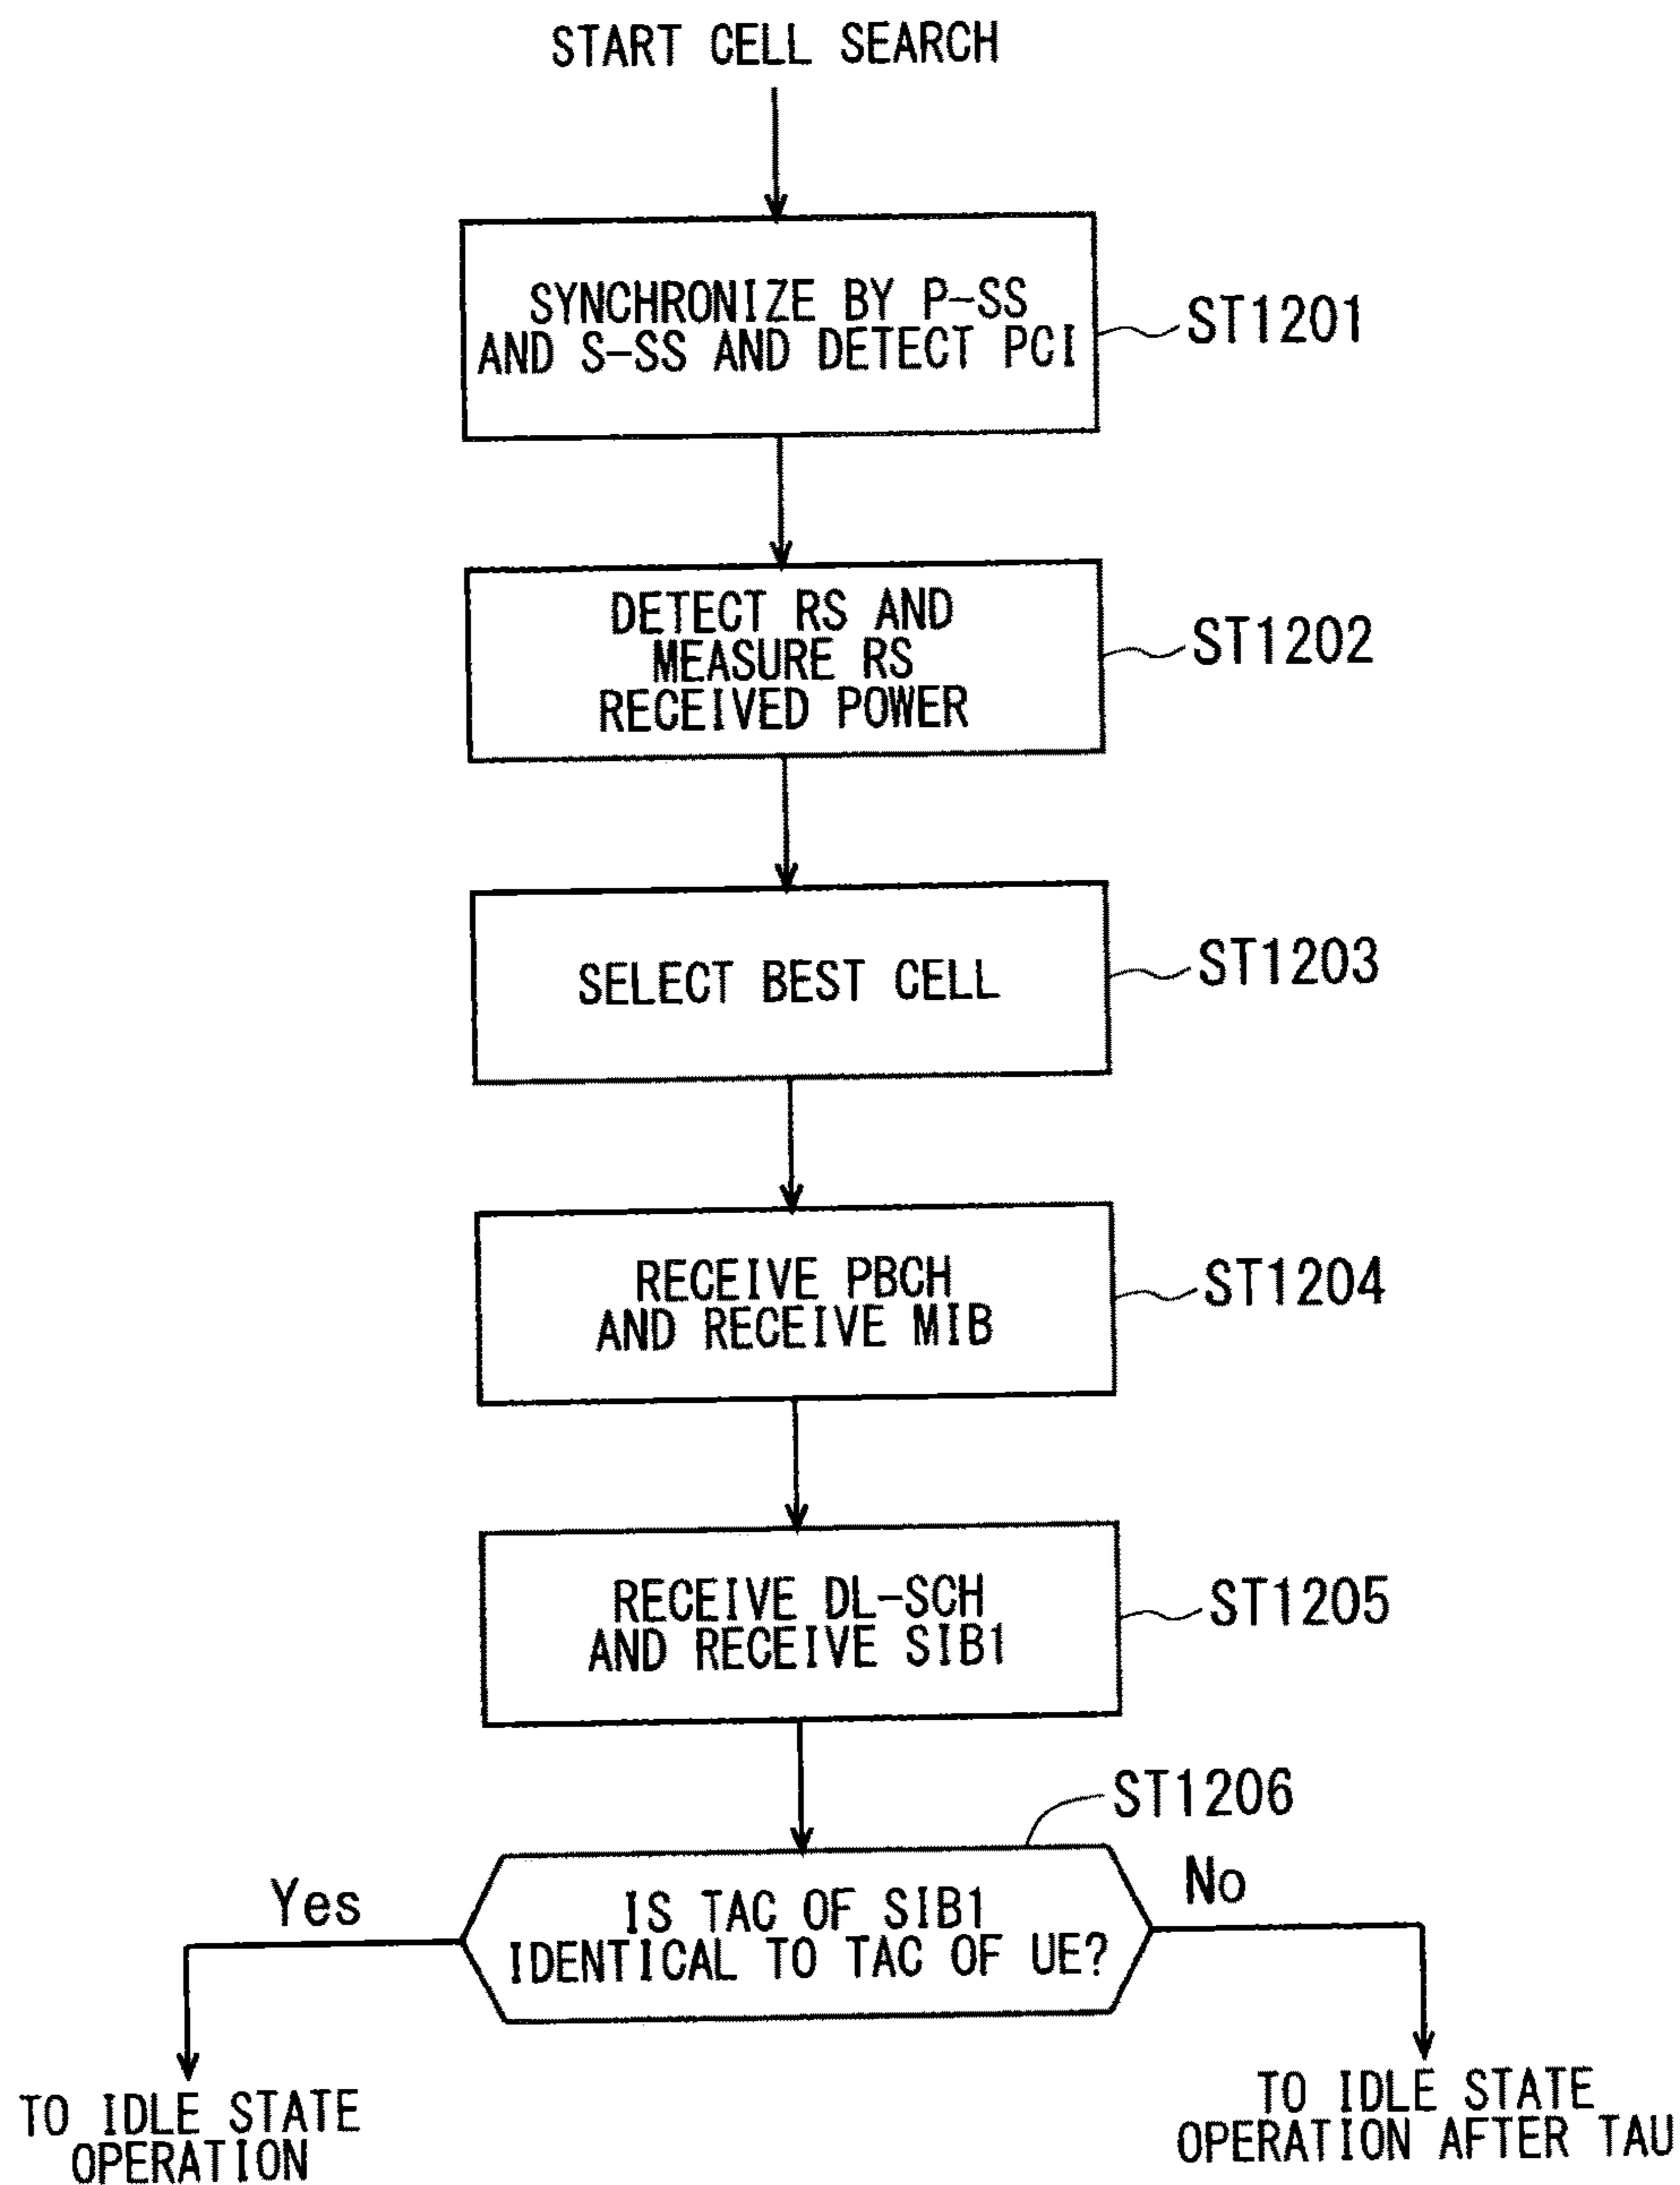 START CELL SEARCH
SYNCHRONIZE BY P-SS
AND S-SS AND DETECT PCI
ST1201
DETECT RS AND
MEASURE RS
RECEIVED POWER
ST1202
SELECT BEST CELL
ST1203
RECEIVE PBCH
AND RECEIVE MIB
ST1204
RECEIVE DL-SCH
AND RECEIVE SIB1
ST1205
ST1206
Yes
IS TAC OF SIB1
IDENTICAL TO TAC OF UE?
No
TO IDLE STATE
OPERATION
TO IDLE STATE
OPERATION AFTER TAU